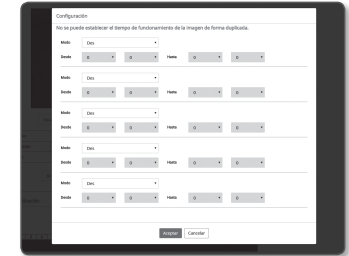 Configuración
No se puede establecer el tiempo de funcionamiento de la imagen de forma duplicada.
Modo Des
Desde 0 0 Hasta 0 0
Modo Des
Desde 0 0 Hasta 0 0
Modo Des
Desde 0 0 Hasta 0 0
Modo Des
Desde 0 0 Hasta 0 0
Modo Des
Desde 0 0 Hasta 0 0
Aceptar Cancelar